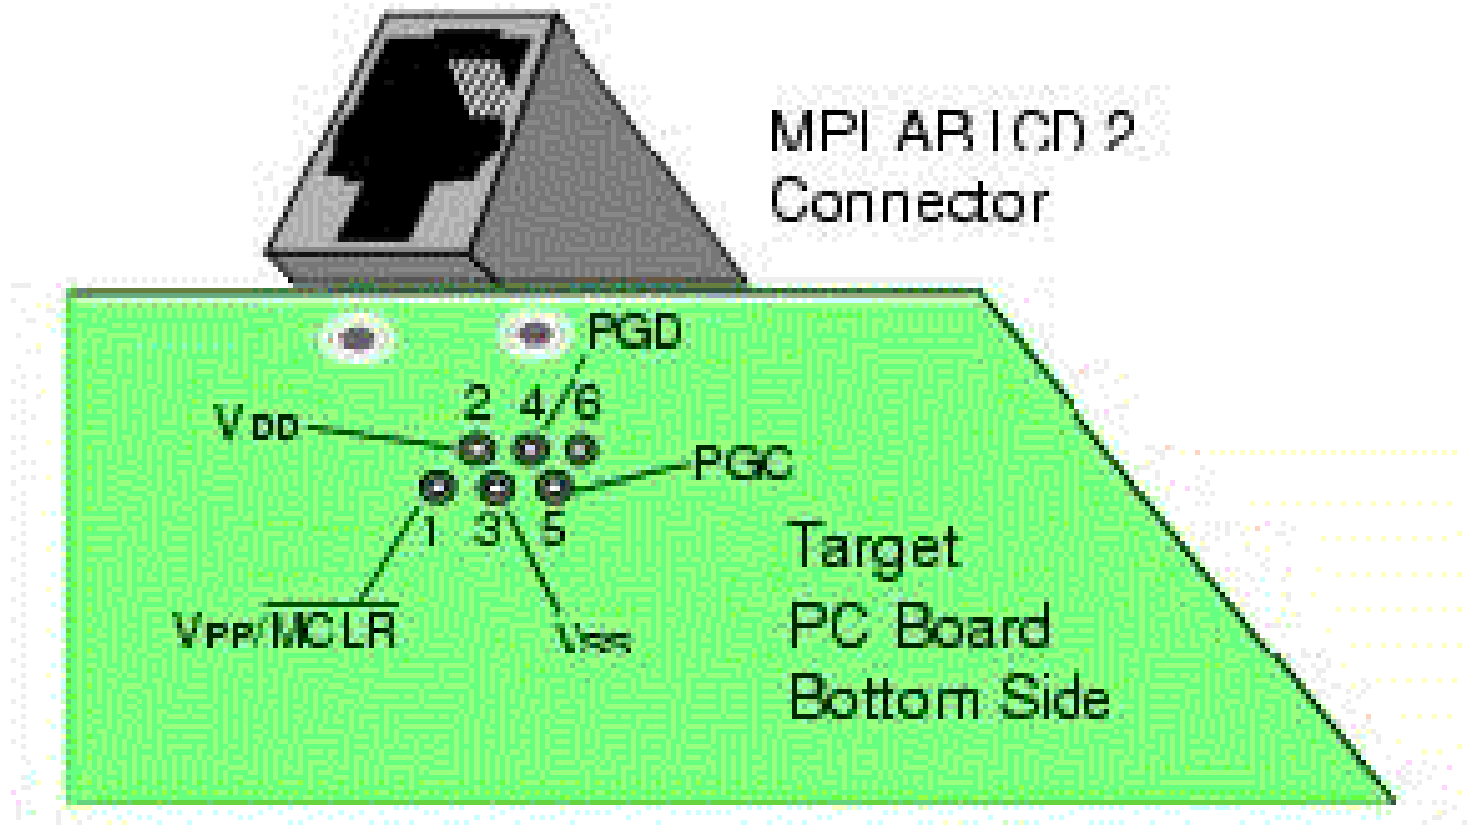 MPLAB ICD 2
Connector
PGD
2 4 6
VDD
PGC
1 3 5
Target
VPP/MCLR
VSS
PC Board
Bottom Side